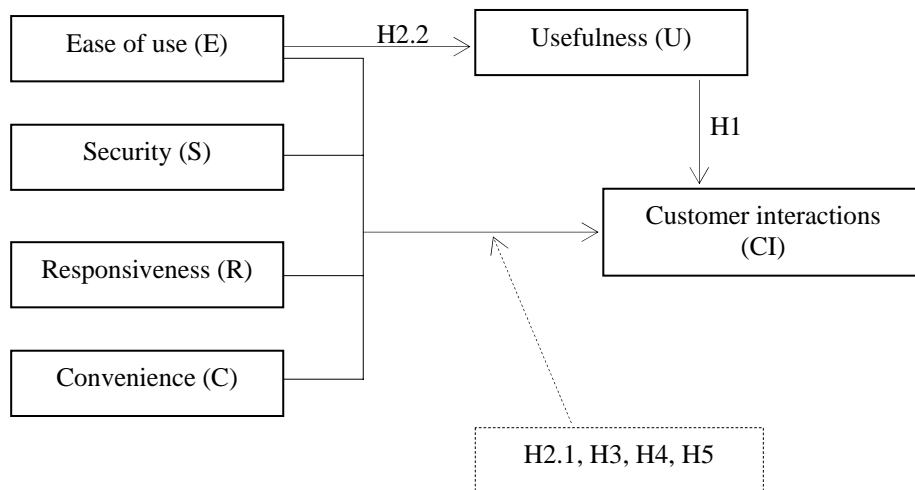 Ease of use (E)
H2.2
Usefulness (U)
H1
Security (S)
Customer interactions
(CI)
Responsiveness (R)
Convenience (C)
H2.1, H3, H4, H5